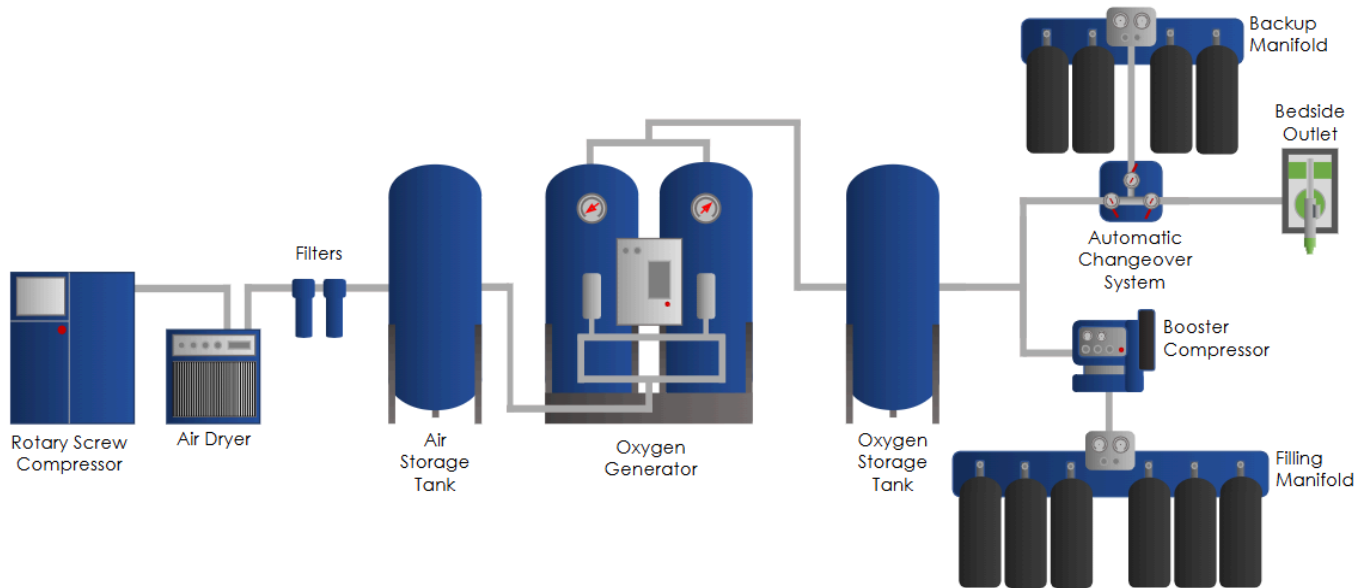 Backup
Manifold
Bedside
Outlet
Filters
Automatic
Changeover
System
Booster
Compressor
Rotary Screw
Compressor
Air Dryer
Air
Storage
Tank
Oxygen
Generator
Oxygen
Storage
Tank
Filling
Manifold